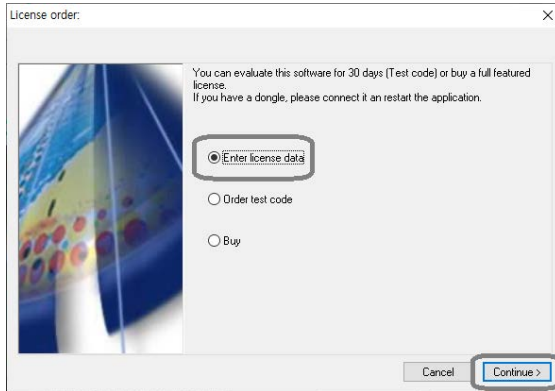 License order:
You can evaluate this software for 30 days (Test code) or buy a full featured
license.
If you have a dongle, please connect it an restart the application.
Enter license data
Order test code
Buy
Cancel
Continue >